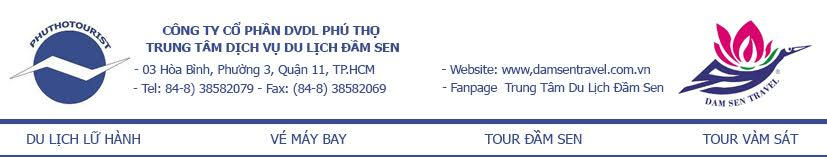 PHUTHOTOURIST
CÔNG TY CỔ PHẦN DVDL PHÚ THỌ
TRUNG TÂM DỊCH VỤ DU LỊCH ĐẦM SEN
- 03 Hòa Bình, Phường 3, Quận 11, TP.HCM
- Tel: 84-8) 38582079 - Fax: (84-8) 38582069
- Website: www,damsentravel.com.vn
- Fanpage Trung Tâm Du Lịch Đầm Sen
DAM SEN TRAVEL
DU LỊCH LỮ HÀNH
VÉ MÁY BAY
TOUR ĐẦM SEN
TOUR VÀM SÁT